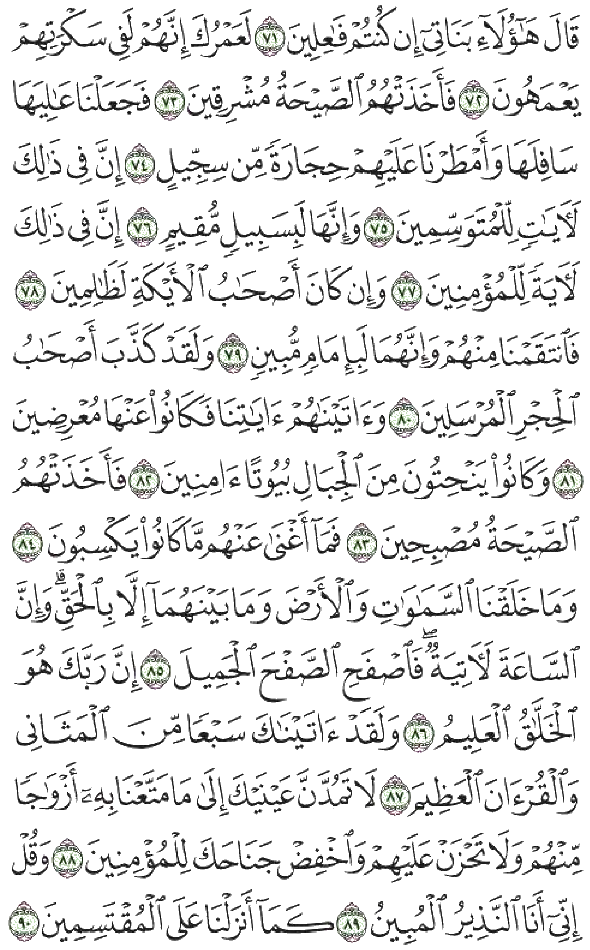 قَالَ هَٰٓؤُلَآءِ بَنَاتِىٓ إِن كُنتُمْ فَٰعِلِينَ ٧١ لَعَمْرُكَ إِنَّهُمْ لَفِى سَكْرَتِهِمْ
يَعْمَهُونَ ٧٢ فَأَخَذَتْهُمُ ٱلصَّيْحَةُ مُشْرِقِينَ ٧٣ فَجَعَلْنَا عَٰلِيَهَا
سَافِلَهَا وَأَمْطَرْنَا عَلَيْهِمْ حِجَارَةً مِّن سِجِّيلٍ ٧٤ إِنَّ فِى ذَٰلِكَ
لَءَايَٰتٍ لِّلْمُتَوَسِّمِينَ ٧٥ وَإِنَّهَا لَبِسَبِيلٍ مُّقِيمٍ ٧٦ إِنَّ فِى ذَٰلِكَ
لَءَايَةً لِّلْمُؤْمِنِينَ ٧٧ وَإِن كَانَ أَصْحَٰبُ ٱلْأَيْكَةِ لَظَٰلِمِينَ ٧٨
فَٱنتَقَمْنَا مِنْهُمْ وَإِنَّهُمَا لَبِإِمَامٍ مُّبِينٍ ٧٩ وَلَقَدْ كَذَّبَ أَصْحَٰبُ
ٱلْحِجْرِ ٱلْمُرْسَلِينَ ٨٠ وَءَاتَيْنَٰهُمْ ءَايَٰتِنَا فَكَانُوا۟ عَنْهَا مُعْرِضِينَ
٨١ وَكَانُوا۟ يَنْحِتُونَ مِنَ ٱلْجِبَالِ بُيُوتًا ءَامِنِينَ ٨٢ فَأَخَذَتْهُمُ
ٱلصَّيْحَةُ مُصْبِحِينَ ٨٣ فَمَآ أَغْنَىٰ عَنْهُم مَّا كَانُوا۟ يَكْسِبُونَ ٨٤
وَمَا خَلَقْنَا ٱلسَّمَٰوَٰتِ وَٱلْأَرْضَ وَمَا بَيْنَهُمَآ إِلَّا بِٱلْحَقِّ ۗ وَإِنَّ
ٱلسَّاعَةَ لَءَاتِيَةٌ ۖ فَٱصْفَحِ ٱلصَّفْحَ ٱلْجَمِيلَ ٨٥ إِنَّ رَبَّكَ هُوَ
ٱلْخَلَّٰقُ ٱلْعَلِيمُ ٨٦ وَلَقَدْ ءَاتَيْنَٰكَ سَبْعًا مِّنَ ٱلْمَثَانِى
وَٱلْقُرْءَانَ ٱلْعَظِيمَ ٨٧ لَا تَمُدَّنَّ عَيْنَيْكَ إِلَىٰ مَا مَتَّعْنَا بِهِۦٓ أَزْوَٰجًا
مِّنْهُمْ وَلَا تَحْزَنْ عَلَيْهِمْ وَٱخْفِضْ جَنَاحَكَ لِلْمُؤْمِنِينَ ٨٨ وَقُلْ
إِنِّىٓ أَنَا ٱلنَّذِيرُ ٱلْمُبِينُ ٨٩ كَمَآ أَنزَلْنَا عَلَى ٱلْمُقْتَسِمِينَ ٩٠